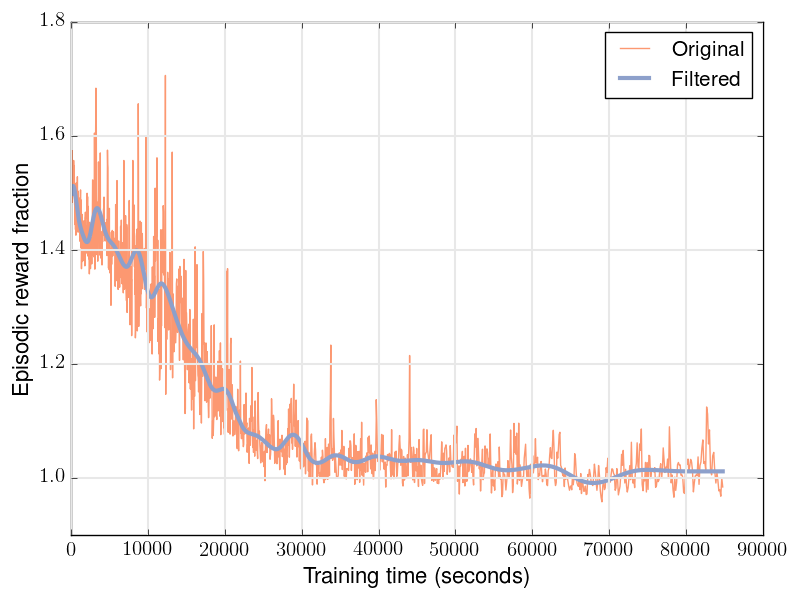 1.8
1.6
1.4
1.2
1.0
Original
Filtered
Episodic reward fraction
0 10000 20000 30000 40000 50000 60000 70000 80000 90000
Training time (seconds)